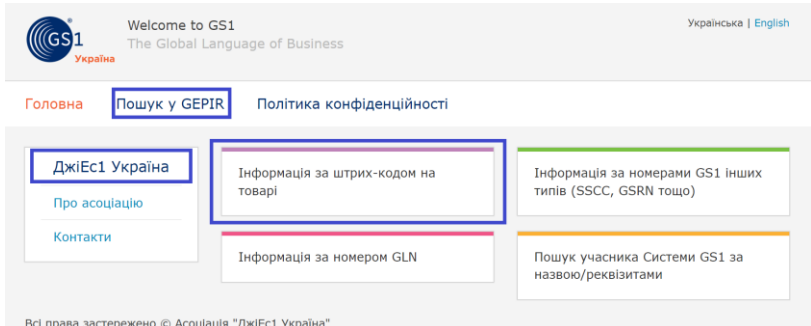 GS1
Україна
Welcome to GS1
The Global Language of Business
Українська | English
Головна
Пошук у GEPIR
Політика конфіденційності
ДжіЕс1 Україна
Про асоціацію
Контакти
Інформація за штрих-кодом на
товарі
Інформація за номерами GS1 інших
типів (SSCC, GSRN тощо)
Інформація за номером GLN
Пошук учасника Системи GS1 за
назвою/реквізитами
Всі права застережено © Асоціація "ДжіЕс1 Україна"